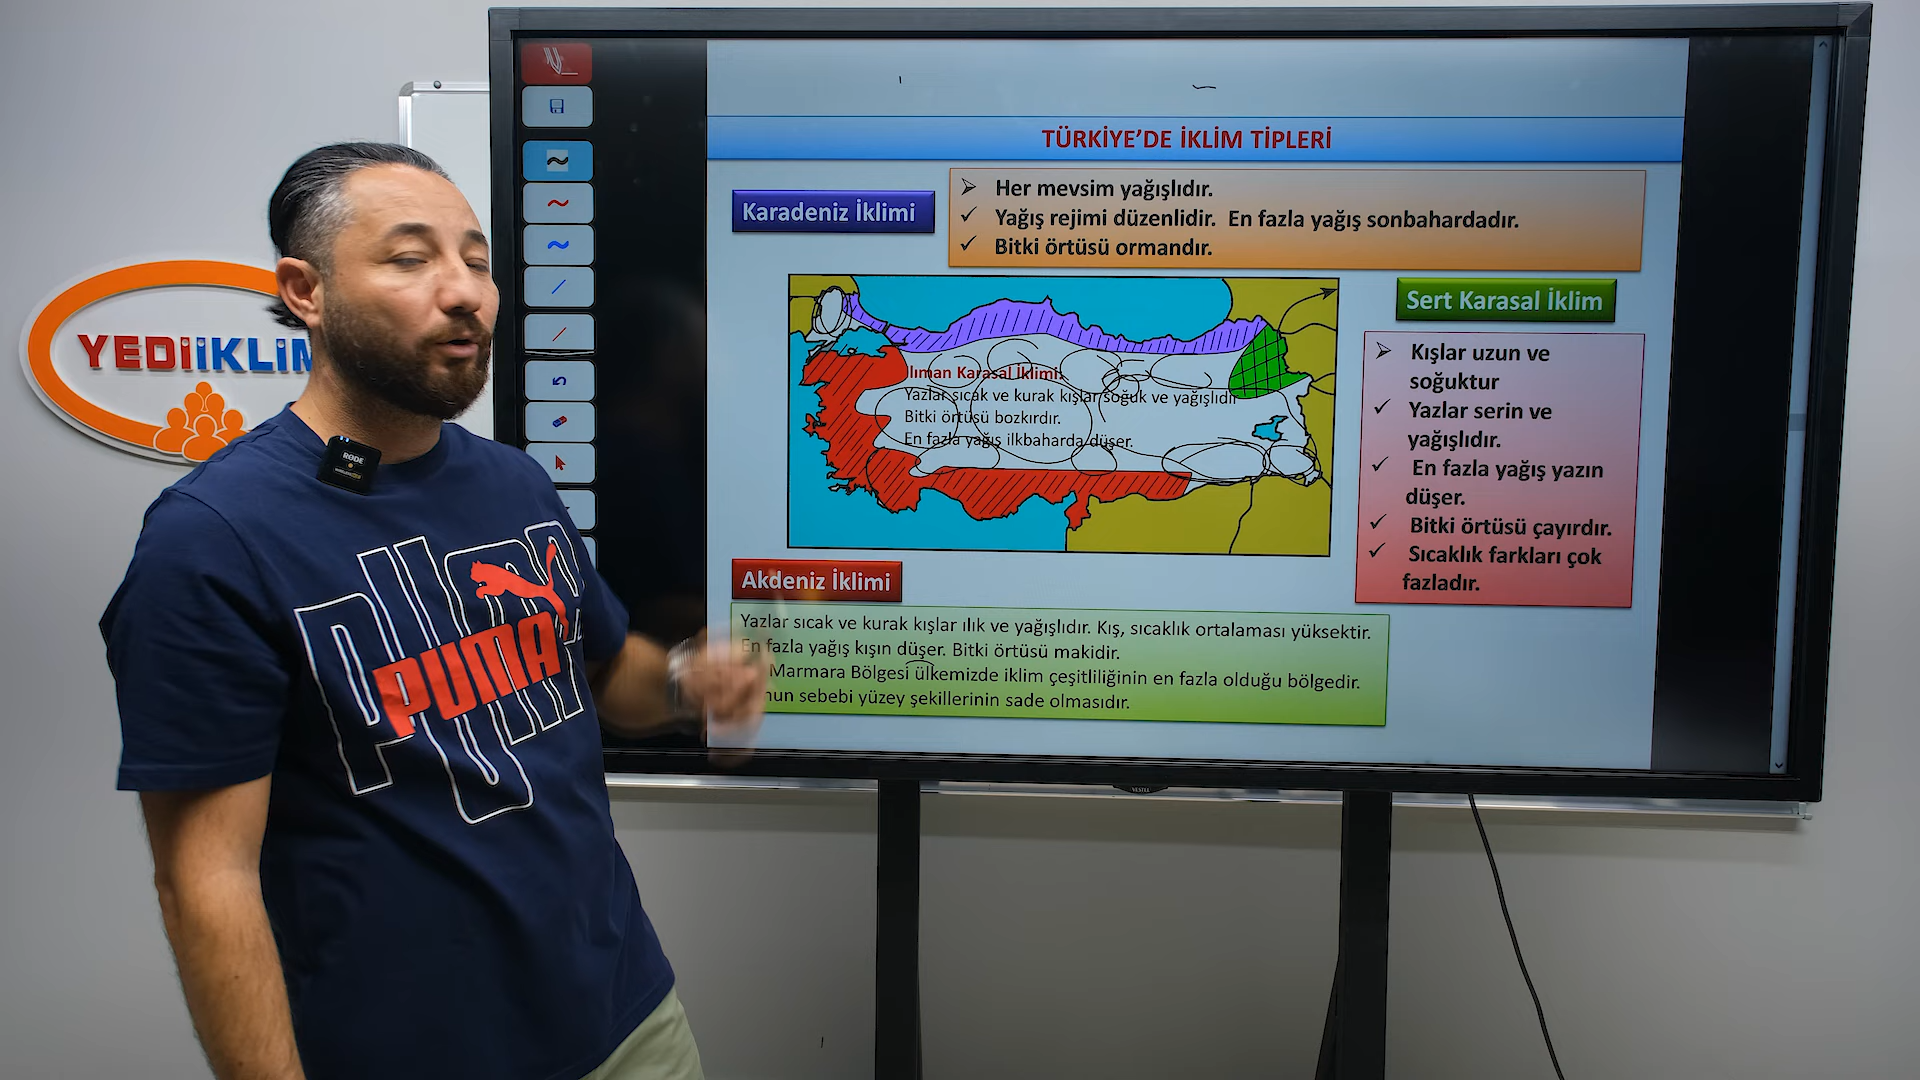 TÜRKİYE'DE İKLİM TİPLERİ
Karadeniz İklimi
Her mevsim yağışlıdır.
Yağış rejimi düzenlidir. En fazla yağış sonbahardadır.
Bitki örtüsü ormandır.
Sert Karasal İklim
Kışlar uzun ve
soğuktur
Yazlar serin ve
yağışlıdır.
En fazla yağış yazın
düşer.
Bitki örtüsü çayırdır.
Sıcaklık farkları çok
fazladır.
lıman Karasal İklimi:
Yazlar sıcak ve kurak kışlar soğuk ve yağışlıdır
Bitki örtüsü bozkırdır.
En fazla yağış ilkbaharda düşer.
Akdeniz İklimi
Yazlar sıcak ve kurak kışlar ılık ve yağışlıdır. Kış, sıcaklık ortalaması yüksektir.
En fazla yağış kışın düşer. Bitki örtüsü makidir.
Marmara Bölgesi ülkemizde iklim çeşitliliğinin en fazla olduğu bölgedir.
sebebi yüzey şekillerinin sade olmasıdır.
YEDİİKLİM
RODE
PUMA
PUMA
VESTEL